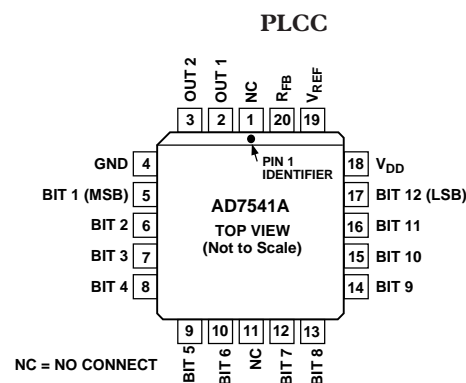 PLCC
OUT 2
OUT 1
NC
RFB
VREF
3
2
1
20
19
PIN 1
IDENTIFIER
GND 4
BIT 1 (MSB) 5
BIT 2 6
BIT 3 7
BIT 4 8
AD7541A
TOP VIEW
(Not to Scale)
18 VDD
17 BIT 12 (LSB)
16 BIT 11
15 BIT 10
14 BIT 9
9
10
11
12
13
BIT 5
BIT 6
NC
BIT 7
BIT 8
NC = NO CONNECT